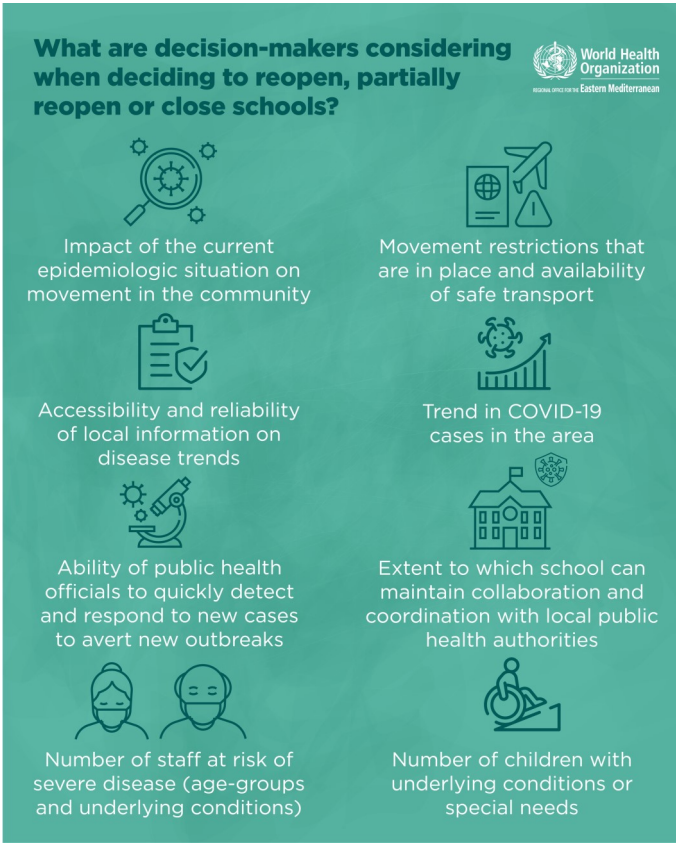 What are decision-makers considering
when deciding to reopen, partially
reopen or close schools?
World Health
Organization
REGIONAL OFFICE FOR THE Eastern Mediterranean
Impact of the current
epidemiologic situation on
movement in the community
Movement restrictions that
are in place and availability
of safe transport
Accessibility and reliability
of local information on
disease trends
Trend in COVID-19
cases in the area
Ability of public health
officials to quickly detect
and respond to new cases
to avert new outbreaks
Extent to which school can
maintain collaboration and
coordination with local public
health authorities
Number of staff at risk of
severe disease (age-groups
and underlying conditions)
Number of children with
underlying conditions or
special needs